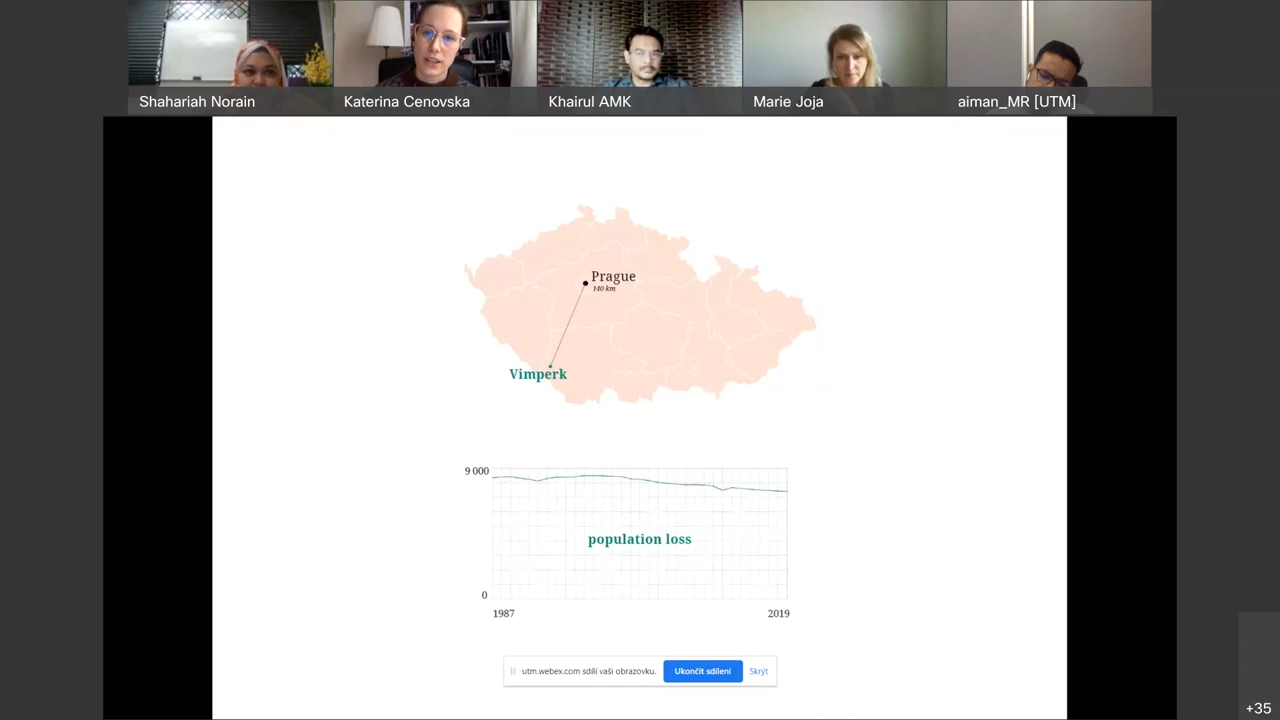 Shahariah Norain
Katerina Cenovska
Khairul AMK
Marie Joja
aiman_MR [UTM]
Prague
140 km
Vimperk
9 000
population loss
0
1987
2019
utm.webex.com sdílí vaši obrazovku.
Ukončit sdílení
Skrýt
+35